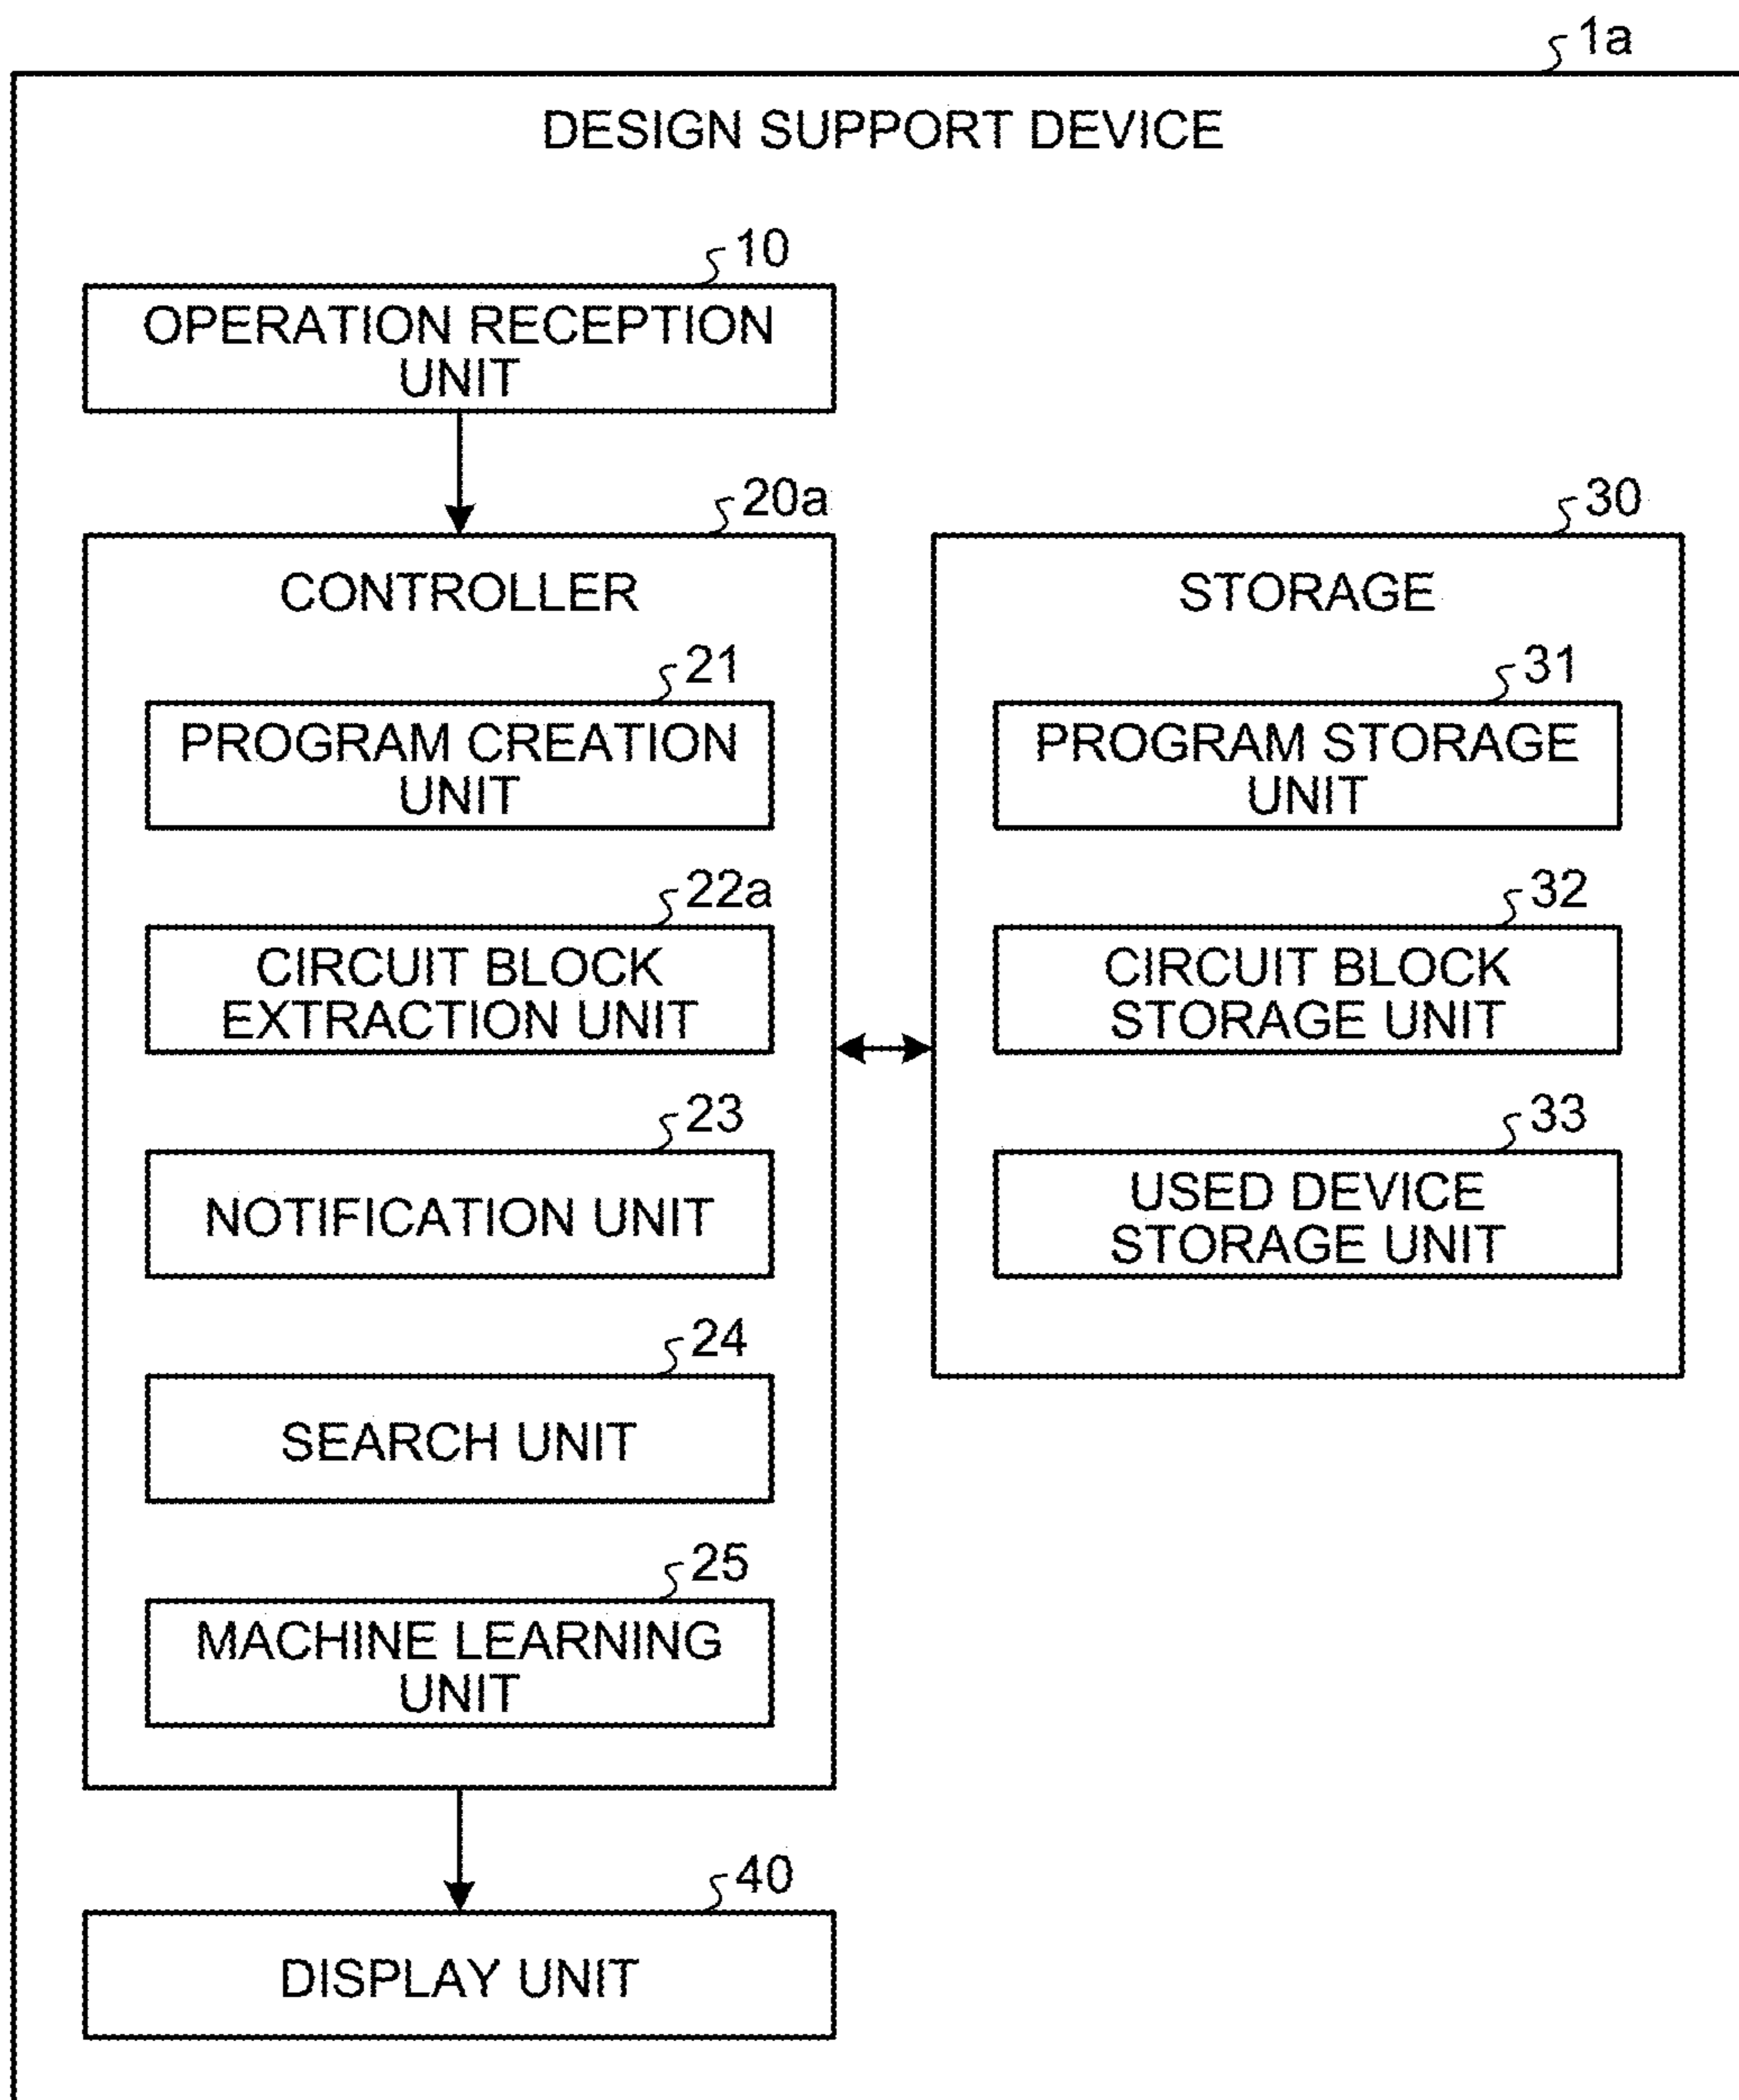 1a
DESIGN SUPPORT DEVICE
10
OPERATION RECEPTION
UNIT
20a
CONTROLLER
21
PROGRAM CREATION
UNIT
22a
CIRCUIT BLOCK
EXTRACTION UNIT
23
NOTIFICATION UNIT
24
SEARCH UNIT
25
MACHINE LEARNING
UNIT
30
STORAGE
31
PROGRAM STORAGE
UNIT
32
CIRCUIT BLOCK
STORAGE UNIT
33
USED DEVICE
STORAGE UNIT
40
DISPLAY UNIT